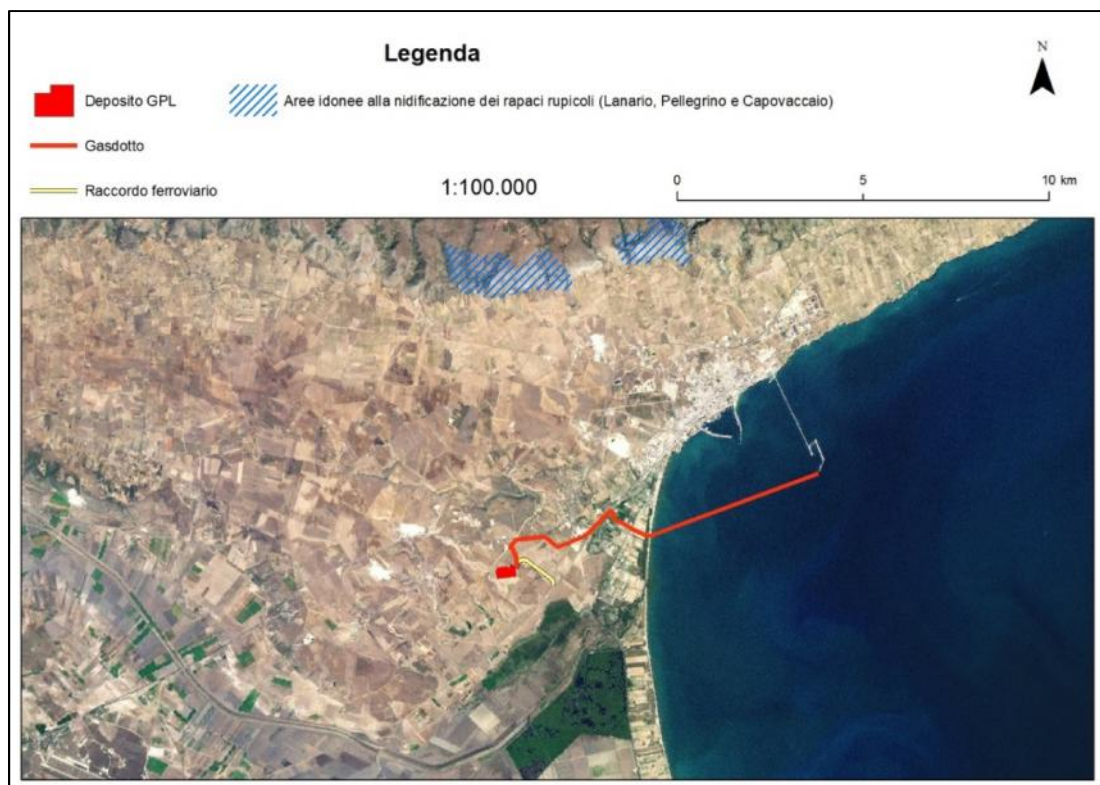 Legenda
N
Deposito GPL
Aree idonee alla nidificazione dei rapaci rupicoli (Lanario, Pellegrino e Capovaccaio)
Gasdotto
Raccordo ferroviario
1:100.000
0 5 10 km